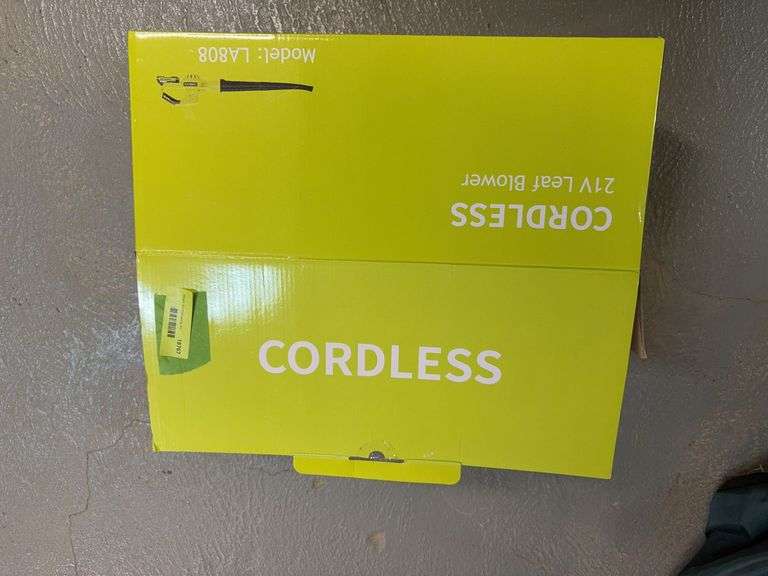 Model: LA808
21V Leaf Blower
CORDLESS
CORDLESS